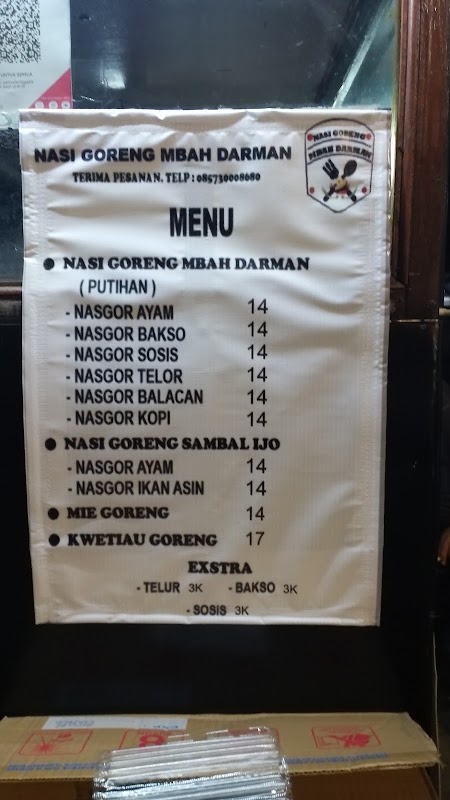 NASI GORENG MBAH DARMAN
TERIMA PESANAN. TELP : 085730008080
NASI GORENG
MBAH DARMAN
MENU
● NASI GORENG MBAH DARMAN
( PUTIHAN )
- NASGOR AYAM 14
- NASGOR BAKSO 14
- NASGOR SOSIS 14
- NASGOR TELOR 14
- NASGOR BALACAN 14
- NASGOR KOPI 14
● NASI GORENG SAMBAL IJO
- NASGOR AYAM 14
- NASGOR IKAN ASIN 14
● MIE GORENG 14
● KWETIAU GORENG 17
EXSTRA
- TELUR 3K - BAKSO 3K
- SOSIS 3K